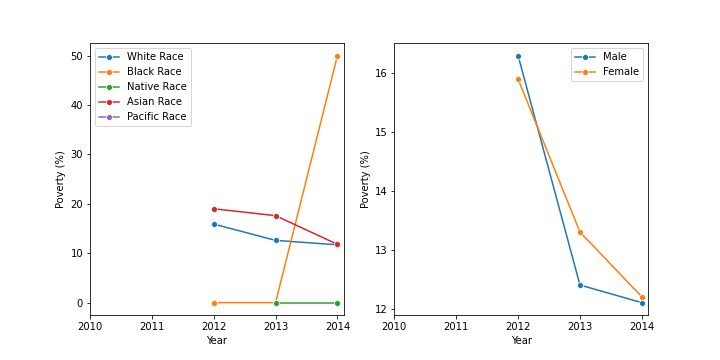 White Race
Black Race
Native Race
Asian Race
Pacific Race
50
40
30
20
10
0
Poverty (%)
2010 2011 2012 2013 2014
Year
Male
Female
16
15
14
13
12
Poverty (%)
2010 2011 2012 2013 2014
Year